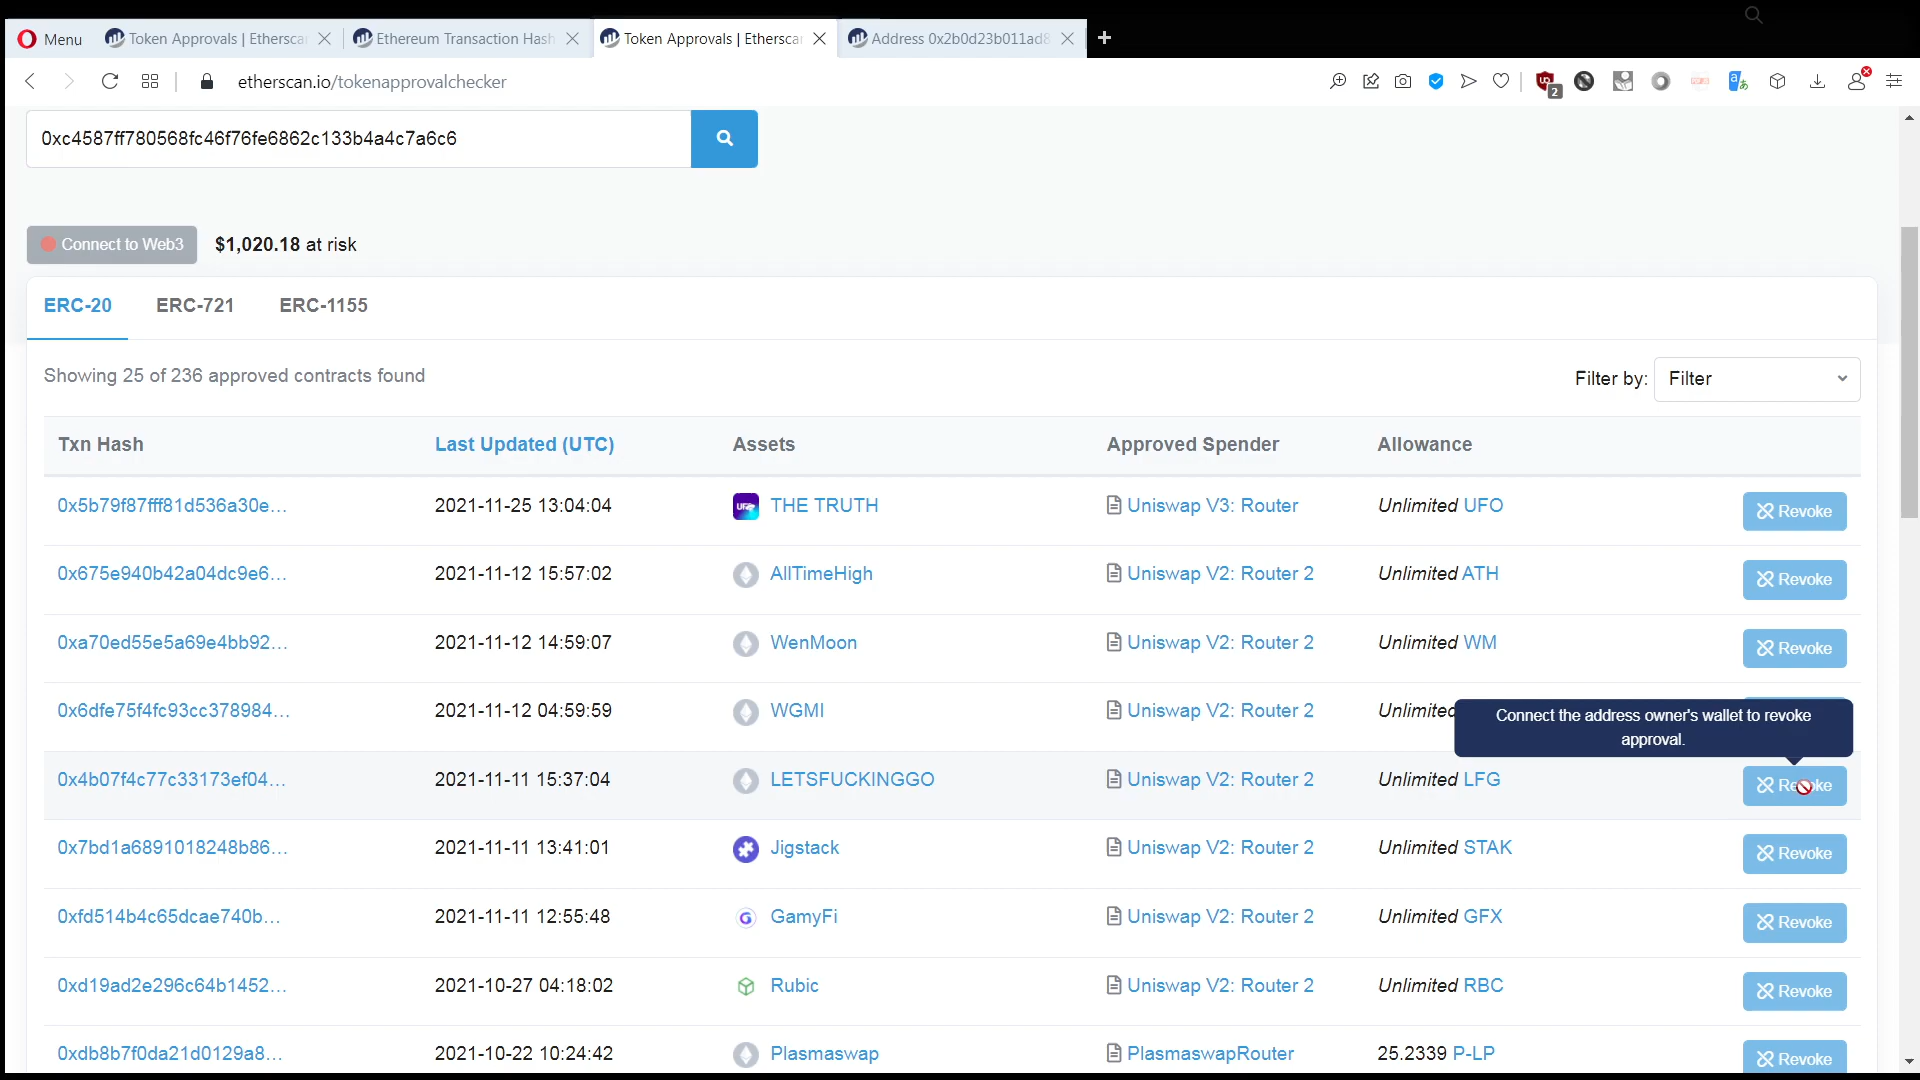 Menu
Token Approvals | Ethersca
Ethereum Transaction Hash
Token Approvals | Etherscan
Address 0x2b0d23b011ad8
etherscan.io/tokenapprovalchecker
2
0xc4587ff780568fc46f76fe6862c133b4a4c7a6c6
Connect to Web3 $1,020.18 at risk
ERC-20 ERC-721 ERC-1155
Showing 25 of 236 approved contracts found
Filter by: Filter
Txn Hash Last Updated (UTC) Assets Approved Spender Allowance
0x5b79f87fff81d536a30e... 2021-11-25 13:04:04 THE TRUTH Uniswap V3: Router Unlimited UFO Revoke
0x675e940b42a04dc9e6... 2021-11-12 15:57:02 AllTimeHigh Uniswap V2: Router 2 Unlimited ATH Revoke
0xa70ed55e5a69e4bb92... 2021-11-12 14:59:07 WenMoon Uniswap V2: Router 2 Unlimited WM Revoke
0x6dfe75f4fc93cc378984... 2021-11-12 04:59:59 WGMI Uniswap V2: Router 2 Unlimited
Connect the address owner's wallet to revoke
approval.
0x4b07f4c77c33173ef04... 2021-11-11 15:37:04 LETSFUCKINGGO Uniswap V2: Router 2 Unlimited LFG Revoke
0x7bd1a6891018248b86... 2021-11-11 13:41:01 Jigstack Uniswap V2: Router 2 Unlimited STAK Revoke
0xfd514b4c65dcae740b... 2021-11-11 12:55:48 GamyFi Uniswap V2: Router 2 Unlimited GFX Revoke
0xd19ad2e296c64b1452... 2021-10-27 04:18:02 Rubic Uniswap V2: Router 2 Unlimited RBC Revoke
0xdb8b7f0da21d0129a8... 2021-10-22 10:24:42 Plasmaswap PlasmaswapRouter 25.2339 P-LP Revoke